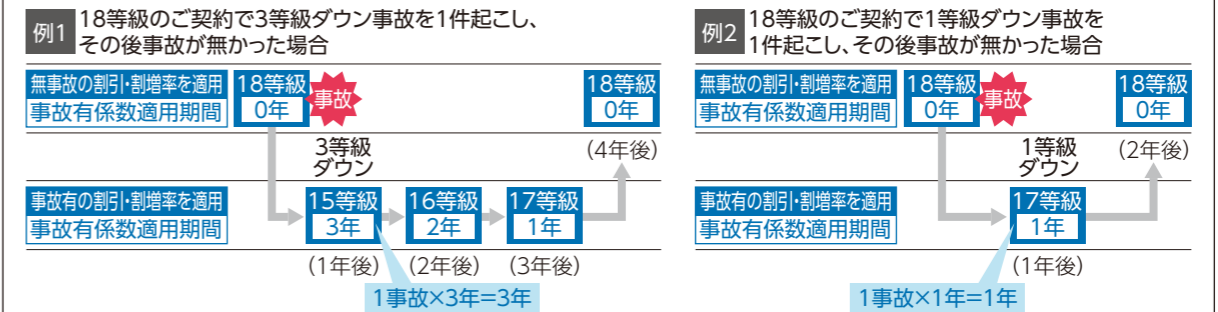 例1 18等級のご契約で3等級ダウン事故を1件起こし、
その後事故が無かった場合
無事故の割引・割増率を適用
事故有係数適用期間
18等級
0年
事故
18等級
0年
3等級
ダウン
(4年後)
事故有の割引・割増率を適用
事故有係数適用期間
15等級
3年
16等級
2年
17等級
1年
(1年後)
(2年後)
(3年後)
1事故×3年=3年
例2 18等級のご契約で1等級ダウン事故を
1件起こし、その後事故が無かった場合
無事故の割引・割増率を適用
事故有係数適用期間
18等級
0年
事故
18等級
0年
1等級
ダウン
(2年後)
事故有の割引・割増率を適用
事故有係数適用期間
17等級
1年
(1年後)
1事故×1年=1年